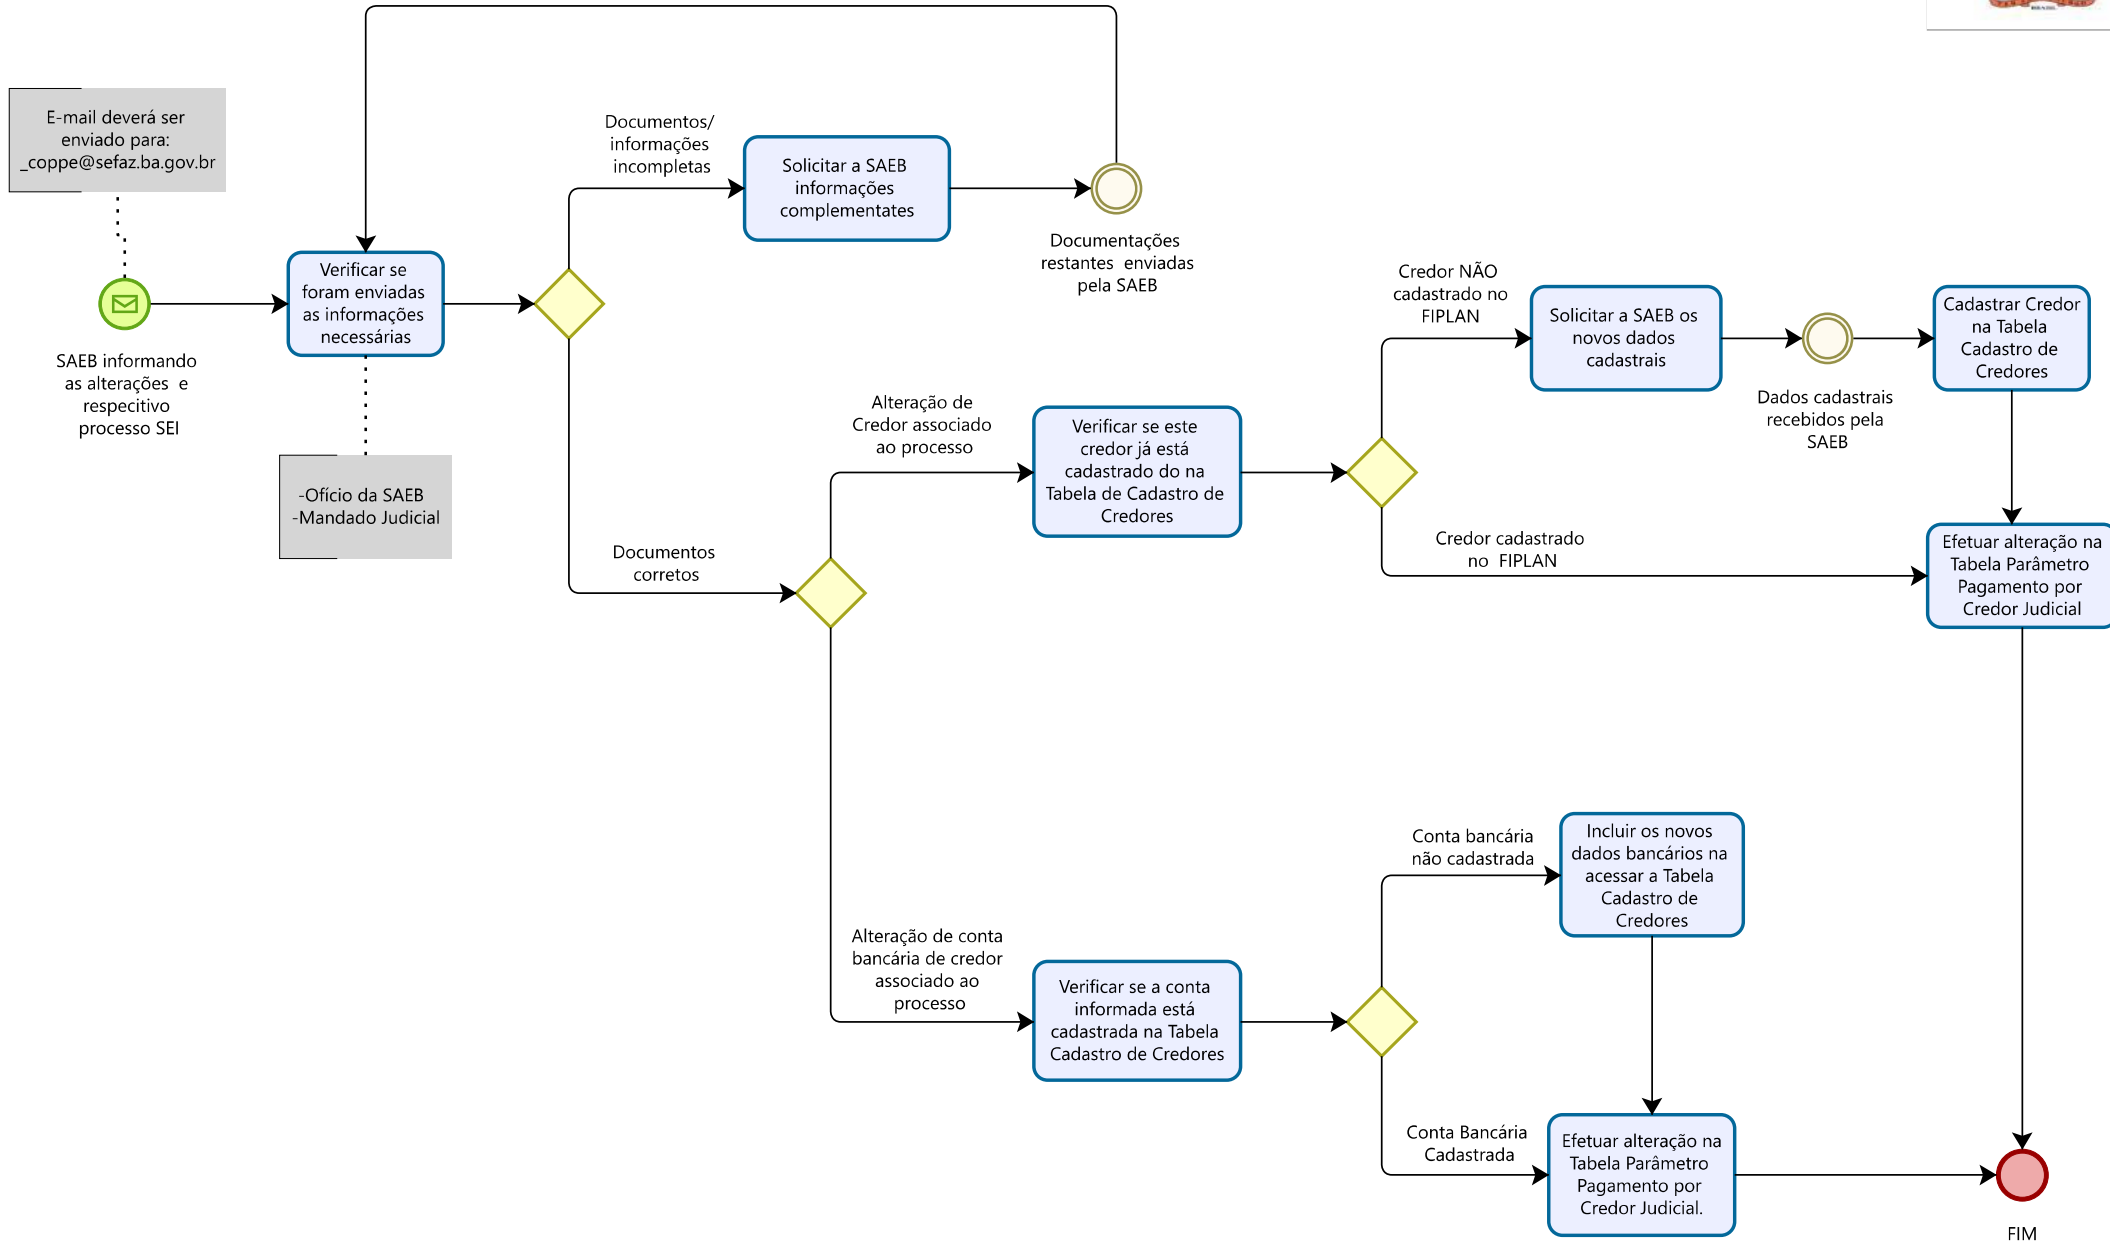 E-mail deverá ser
enviado para:
_coppe@sefaz.ba.gov.br
SAEB informando
as alterações e
respecitivo
processo SEI
Verificar se
foram enviadas
as informações
necessárias
-Ofício da SAEB
-Mandado Judicial
Documentos/
informações
incompletas
Solicitar a SAEB
informações
complementates
Documentações
restantes enviadas
pela SAEB
Documentos
corretos
Alteração de
Credor associado
ao processo
Verificar se este
credor já está
cadastrado do na
Tabela de Cadastro de
Credores
Credor NÃO
cadastrado no
FIPLAN
Solicitar a SAEB os
novos dados
cadastrais
Dados cadastrais
recebidos pela
SAEB
Cadastrar Credor
na Tabela
Cadastro de
Credores
Credor cadastrado
no FIPLAN
Efetuar alteração na
Tabela Parâmetro
Pagamento por
Credor Judicial
Alteração de conta
bancária de credor
associado ao
processo
Verificar se a conta
informada está
cadastrada na Tabela
Cadastro de Credores
Conta bancária
não cadastrada
Incluir os novos
dados bancários na
acessar a Tabela
Cadastro de
Credores
Conta Bancária
Cadastrada
Efetuar alteração na
Tabela Parâmetro
Pagamento por
Credor Judicial.
FIM